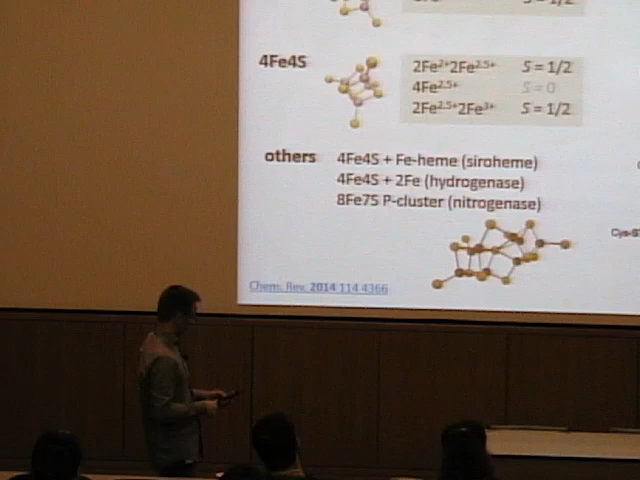 4Fe4S
2Fe²⁺2Fe²·⁵⁺ S = 1/2
4Fe²·⁵⁺ S = 0
2Fe²·⁵⁺2Fe³⁺ S = 1/2
others 4Fe4S + Fe-heme (siroheme)
4Fe4S + 2Fe (hydrogenase)
8Fe7S P-cluster (nitrogenase)
Chem. Rev. 2014 114 4366